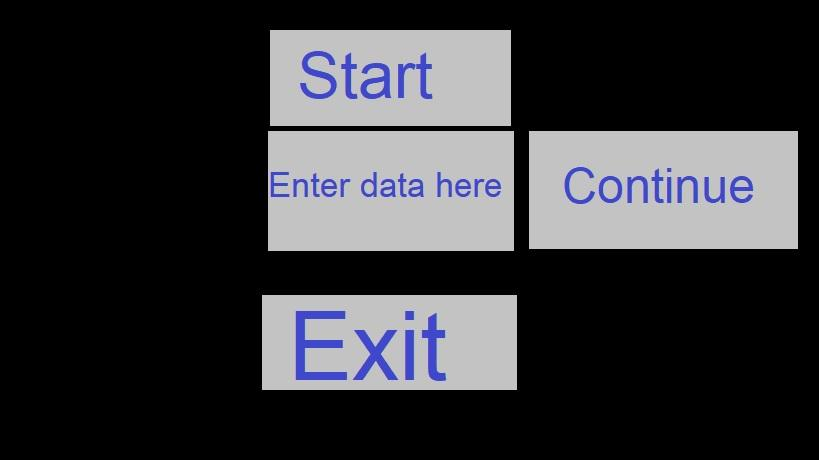 Start
Enter data here
Continue
Exit